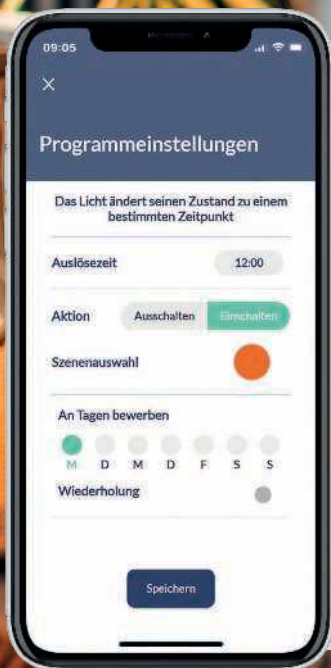 09:05
Programmeinstellungen
Das Licht ändert seinen Zustand zu einem
bestimmten Zeitpunkt
Auslösezeit 12:00
Aktion Ausschalten Einschalten
Szenenauswahl
An Tagen bewerben
M D M D F S S
Wiederholung
Speichern